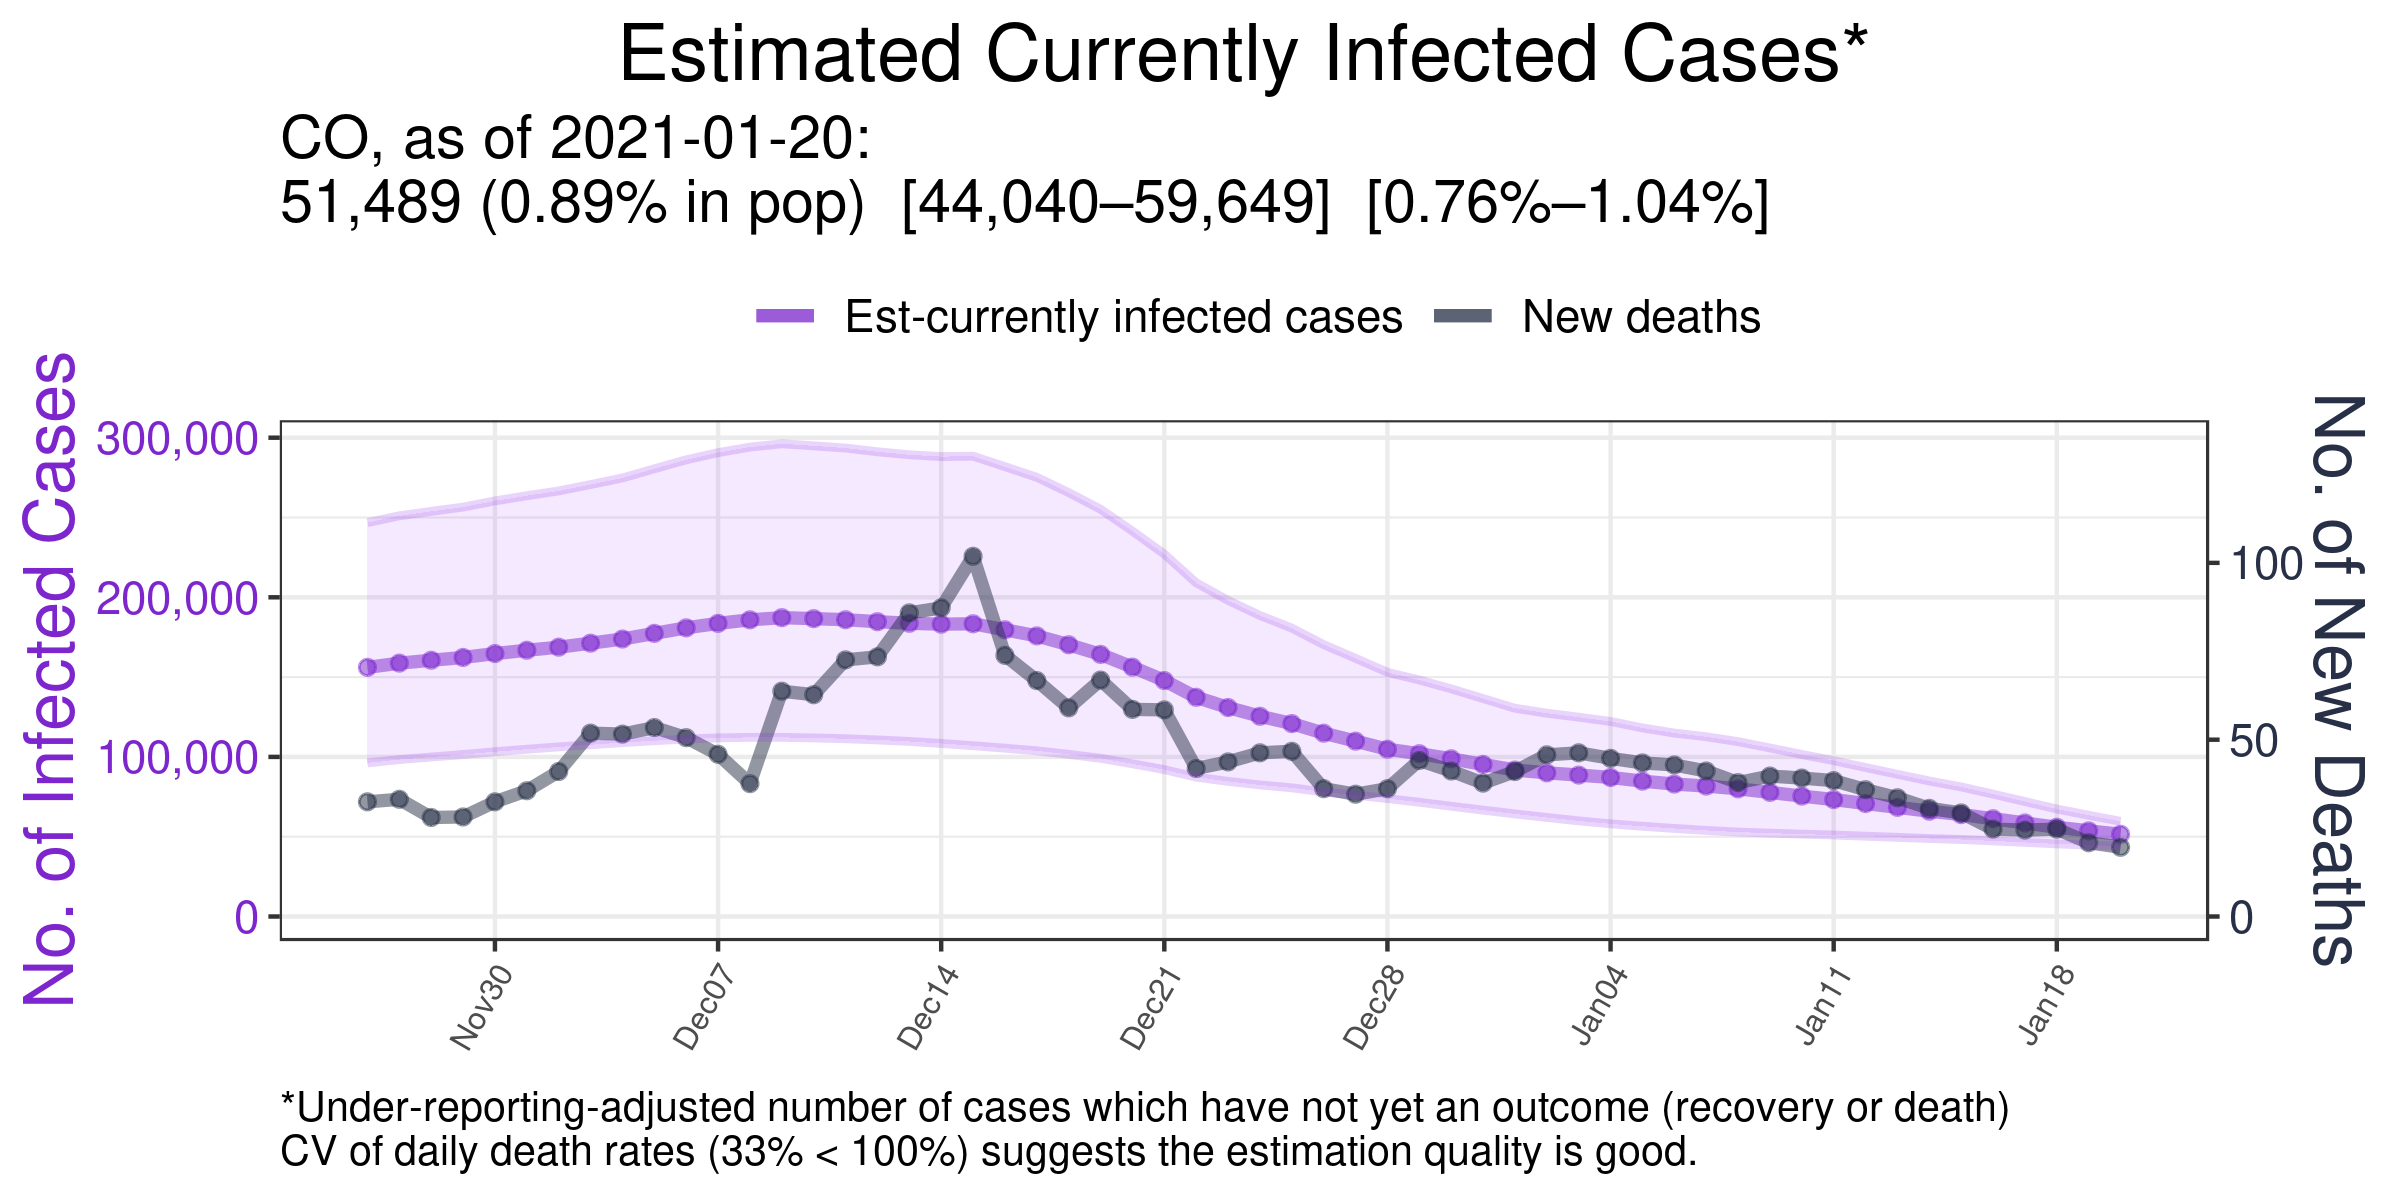 Estimated Currently Infected Cases*
CO, as of 2021-01-20:
51,489 (0.89% in pop)  [44,040–59,649]  [0.76%–1.04%]
Est-currently infected cases
New deaths
No. of Infected Cases
300,000
200,000
100,000
0
No. of New Deaths
100
50
0
Nov30
Dec07
Dec14
Dec21
Dec28
Jan04
Jan11
Jan18
*Under-reporting-adjusted number of cases which have not yet an outcome (recovery or death)
CV of daily death rates (33% < 100%) suggests the estimation quality is good.